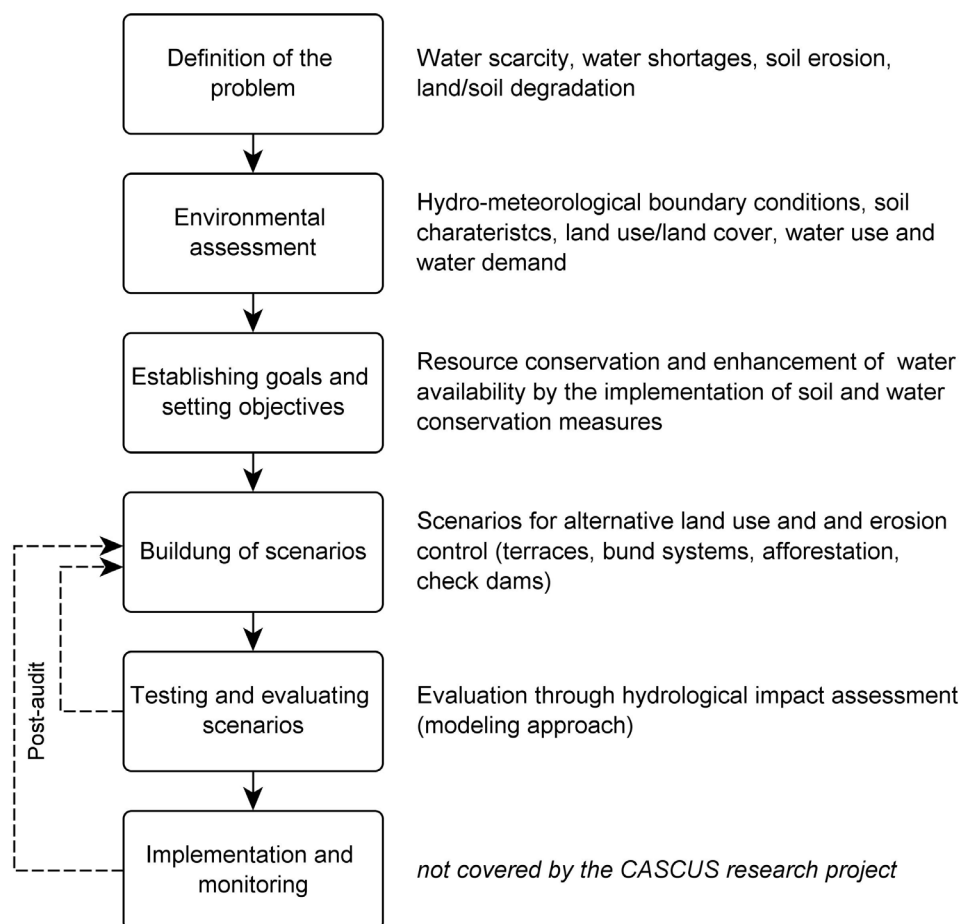 Definition of the
problem
Water scarcity, water shortages, soil erosion,
land/soil degradation
Environmental
assessment
Hydro-meteorological boundary conditions, soil
charateristcs, land use/land cover, water use and
water demand
Establishing goals and
setting objectives
Resource conservation and enhancement of water
availability by the implementation of soil and water
conservation measures
Buildung of scenarios
Scenarios for alternative land use and and erosion
control (terraces, bund systems, afforestation,
check dams)
Post-audit
Testing and evaluating
scenarios
Evaluation through hydrological impact assessment
(modeling approach)
Implementation and
monitoring
not covered by the CASCUS research project